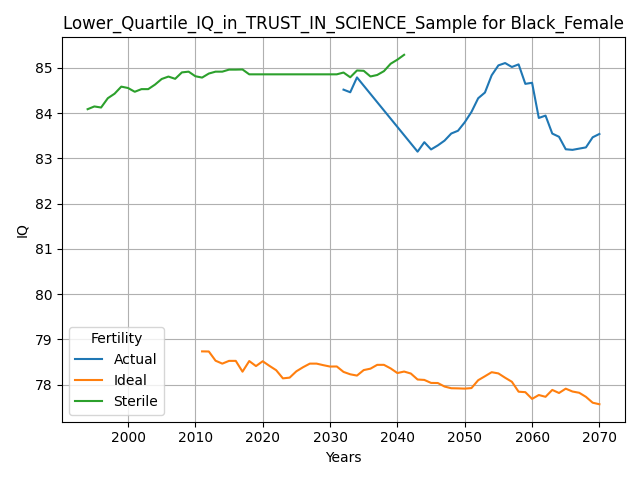 Lower_Quartile_IQ_in_TRUST_IN_SCIENCE_Sample for Black_Female
IQ
85
84
83
82
81
80
79
78
Fertility
Actual
Ideal
Sterile
2000 2010 2020 2030 2040 2050 2060 2070
Years